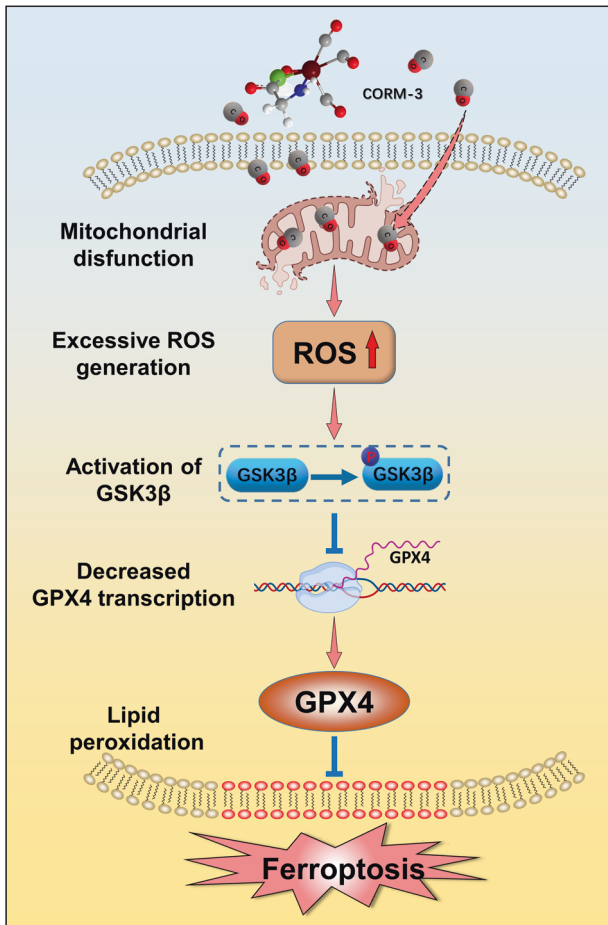 CORM-3
Mitochondrial
disfunction
Excessive ROS
generation
ROS
Activation of
GSK3β
GSK3β
P
GSK3β
Decreased
GPX4 transcription
GPX4
GPX4
Lipid
peroxidation
Ferroptosis